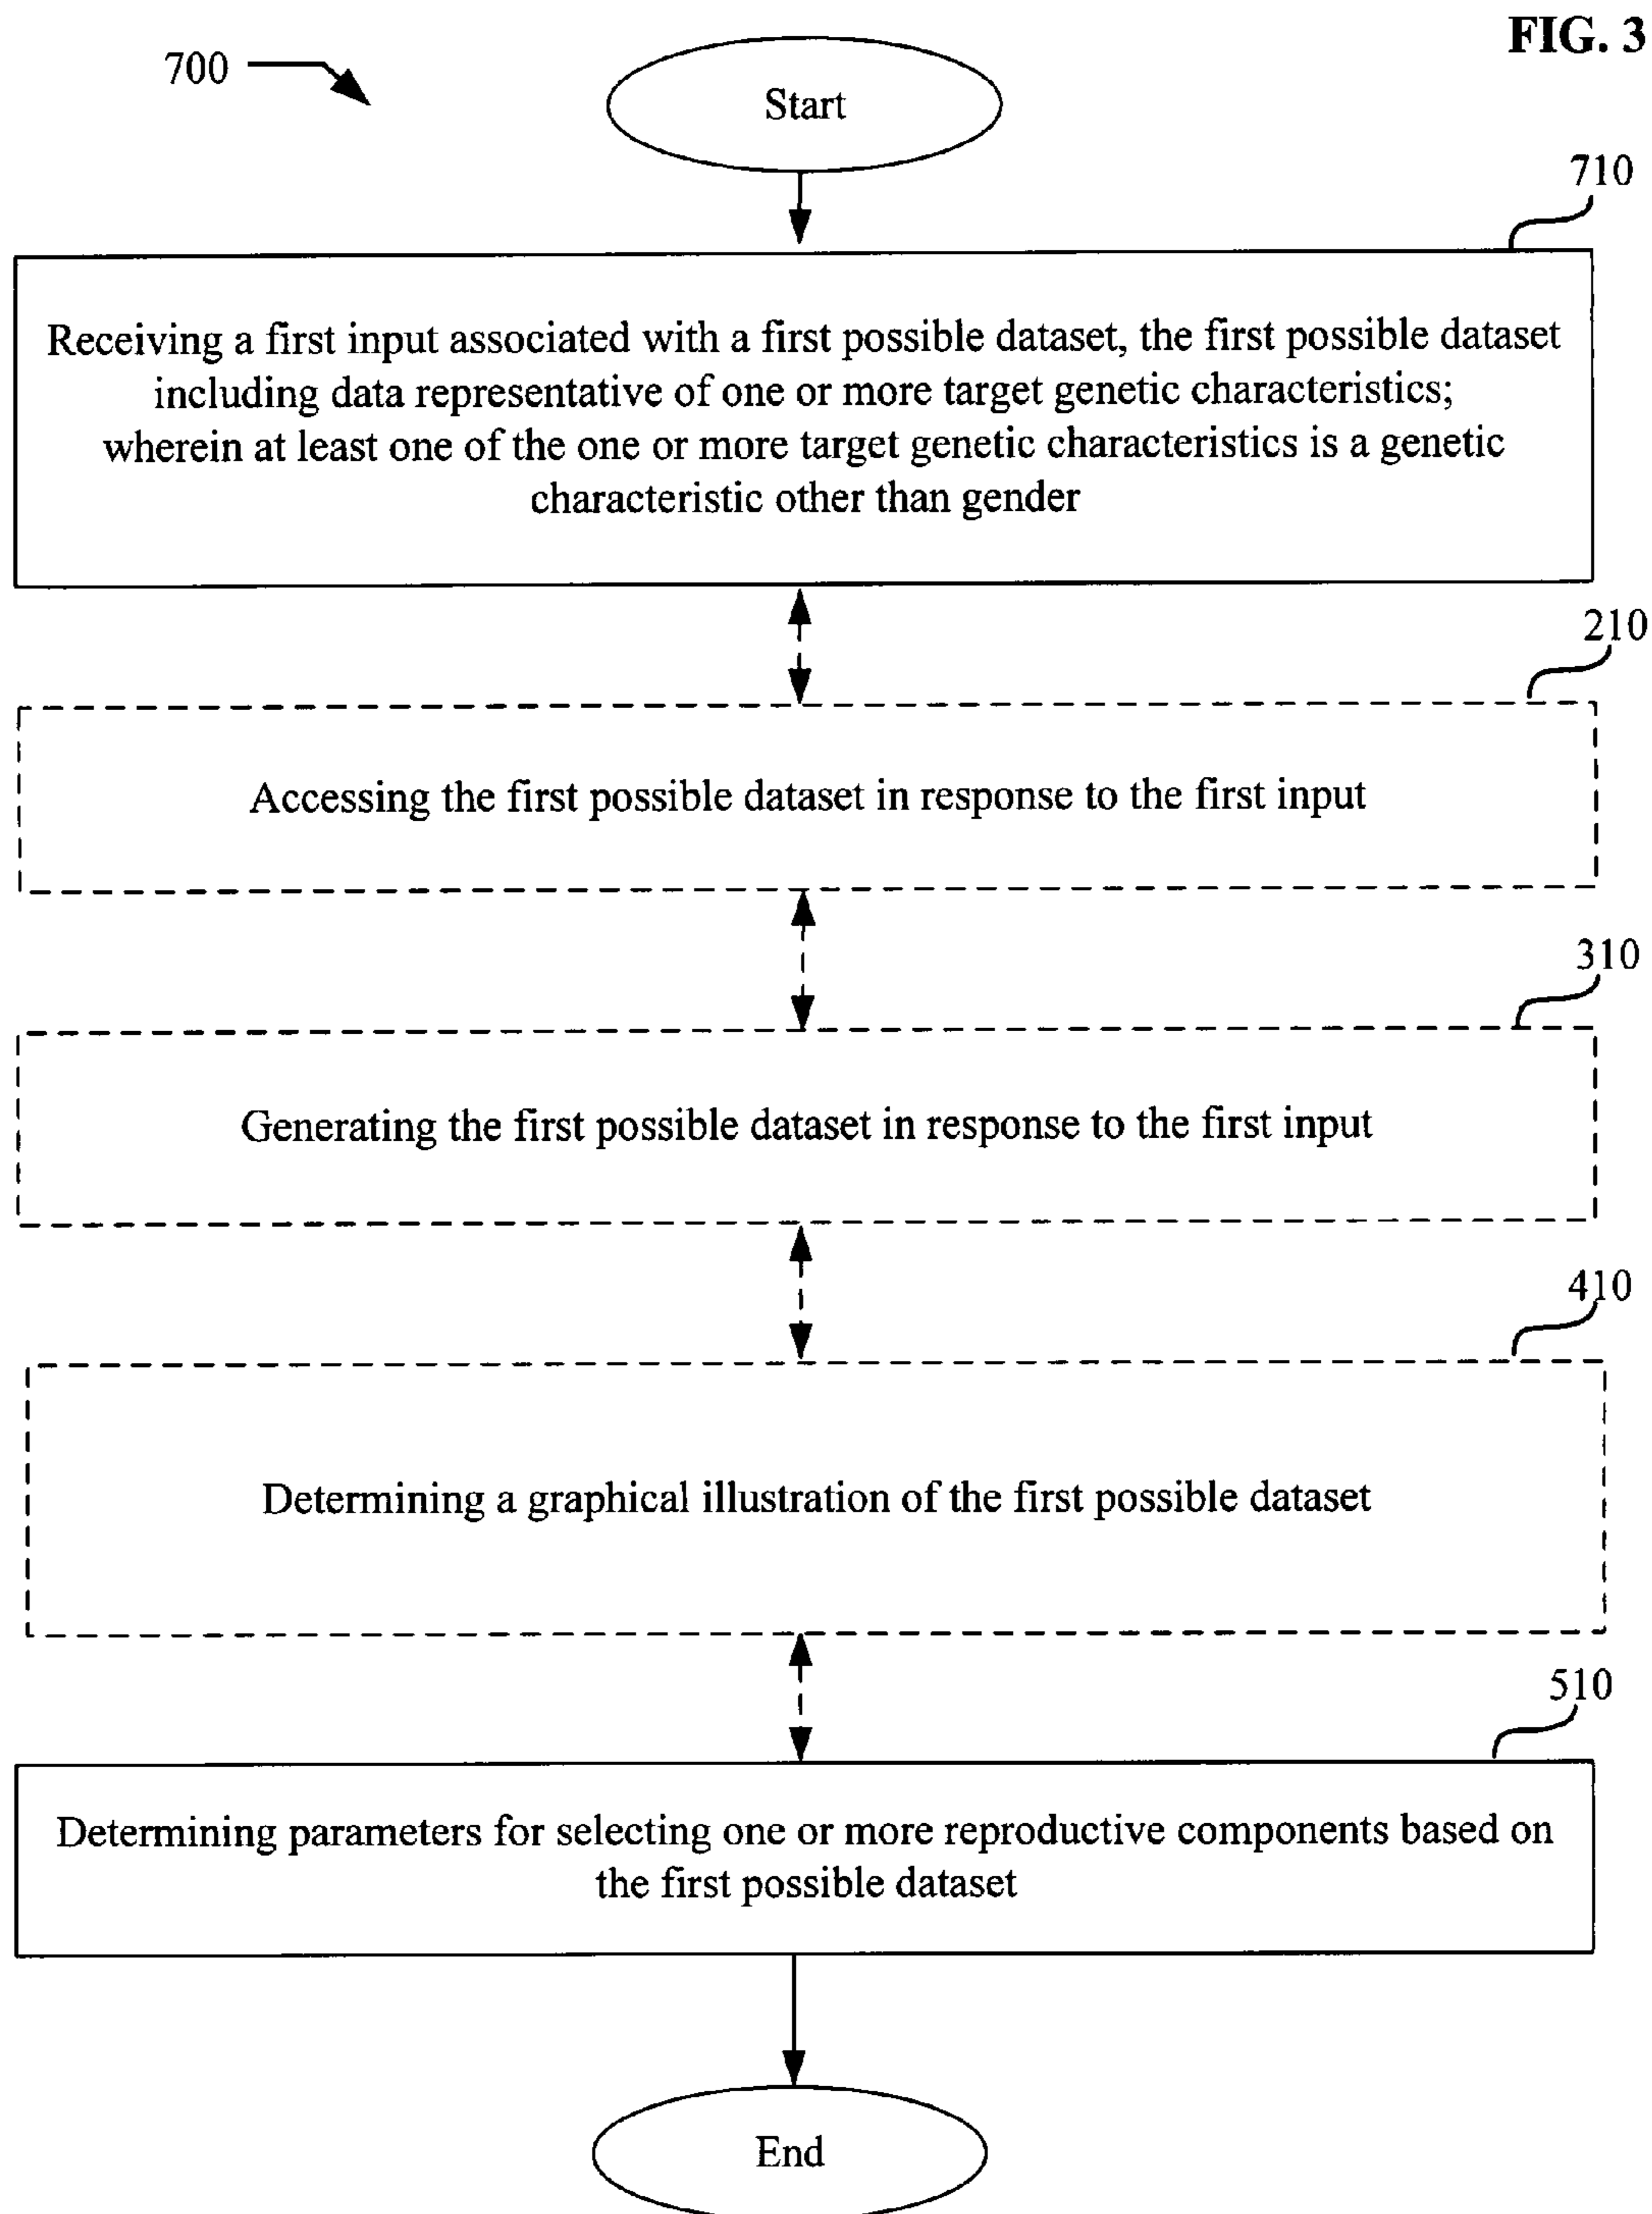 FIG. 3
700
Start
710
Receiving a first input associated with a first possible dataset, the first possible dataset
including data representative of one or more target genetic characteristics;
wherein at least one of the one or more target genetic characteristics is a genetic
characteristic other than gender
210
Accessing the first possible dataset in response to the first input
310
Generating the first possible dataset in response to the first input
410
Determining a graphical illustration of the first possible dataset
510
Determining parameters for selecting one or more reproductive components based on
the first possible dataset
End